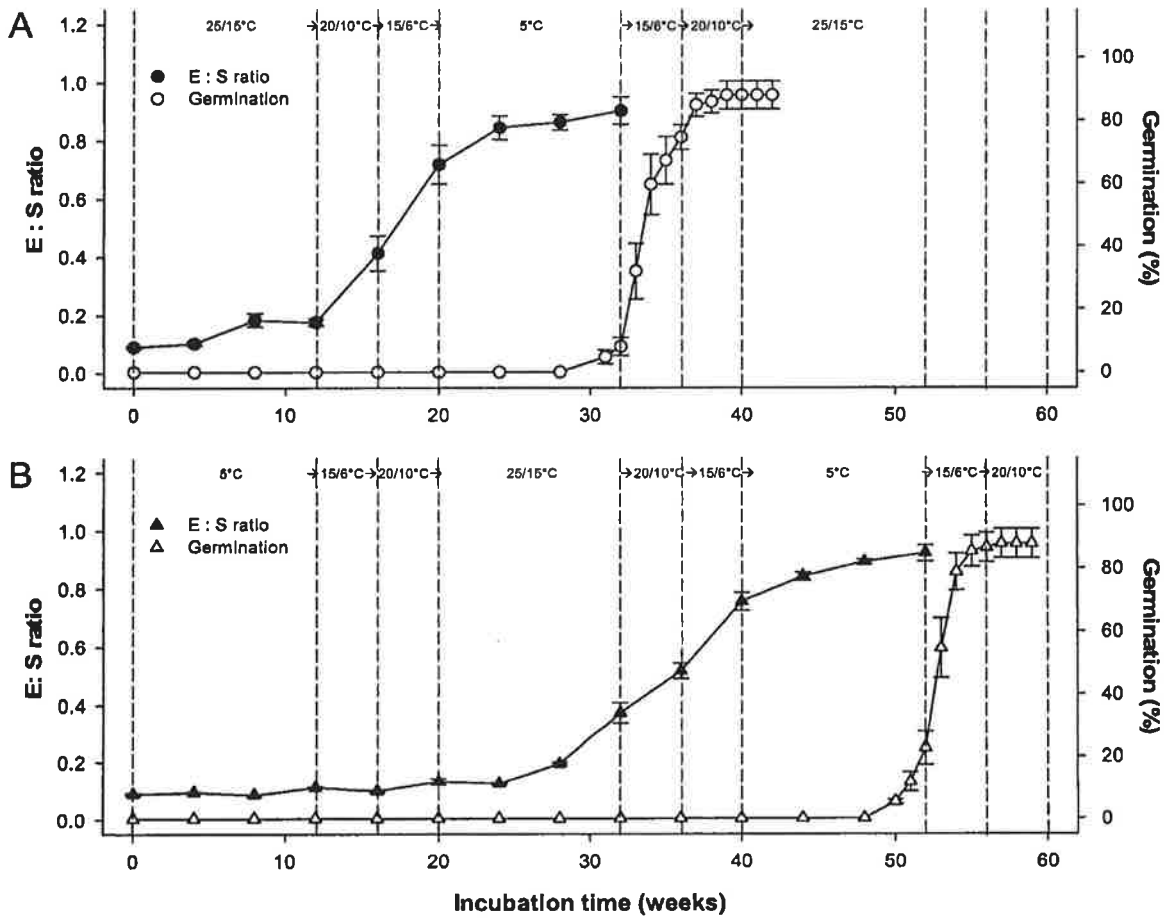 A
25/15°C 20/10°C 15/6°C 5°C 15/6°C 20/10°C 25/15°C
E : S ratio
Germination
1.2
1.0
0.8
0.6
0.4
0.2
0.0
E : S ratio
100
80
60
40
20
0
Germination (%)
0 10 20 30 40 50 60
B
5°C 15/6°C 20/10°C 25/15°C 20/10°C 15/6°C 5°C 15/6°C 20/10°C
E : S ratio
Germination
1.2
1.0
0.8
0.6
0.4
0.2
0.0
E: S ratio
100
80
60
40
20
0
Germination (%)
0 10 20 30 40 50 60
Incubation time (weeks)